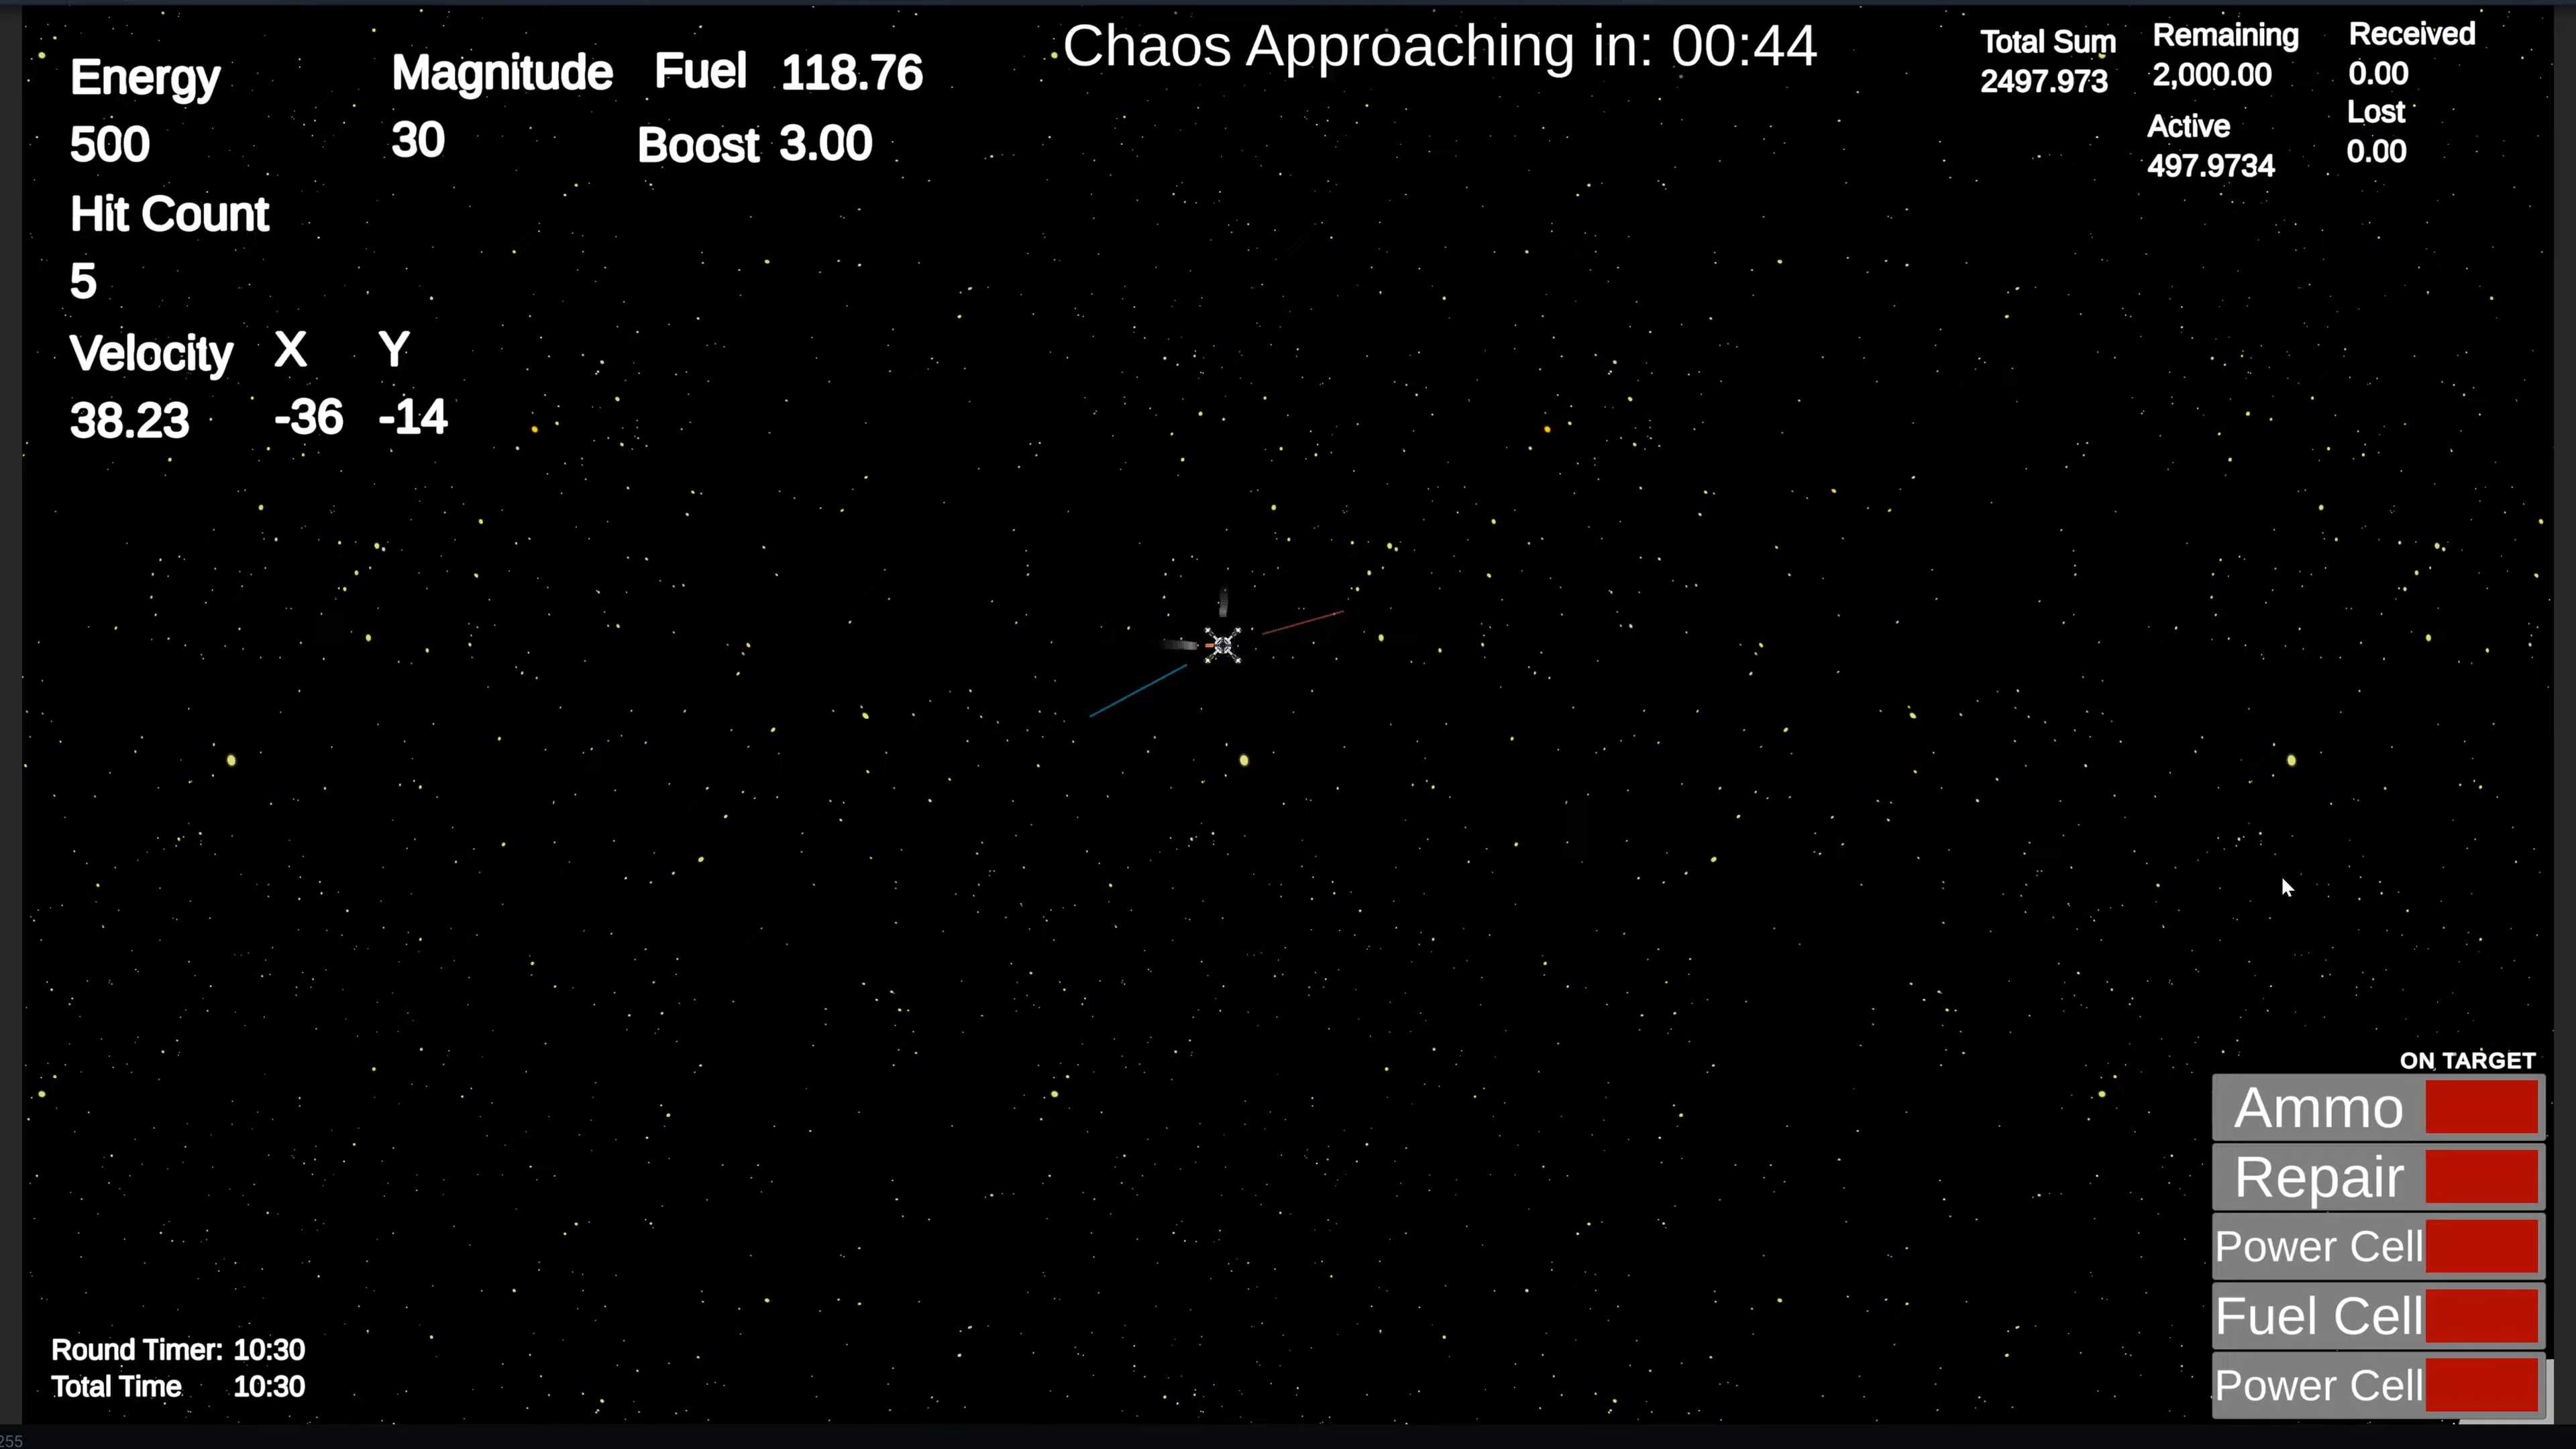 Chaos Approaching in: 00:44
Energy
500
Magnitude
30
Fuel 118.76
Boost 3.00
Hit Count
5
Velocity X Y
38.23 -36 -14
Total Sum
2497.973
Remaining
2,000.00
Active
497.9734
Received
0.00
Lost
0.00
ON TARGET
Ammo
Repair
Power Cell
Fuel Cell
Power Cell
Round Timer: 10:30
Total Time 10:30
255